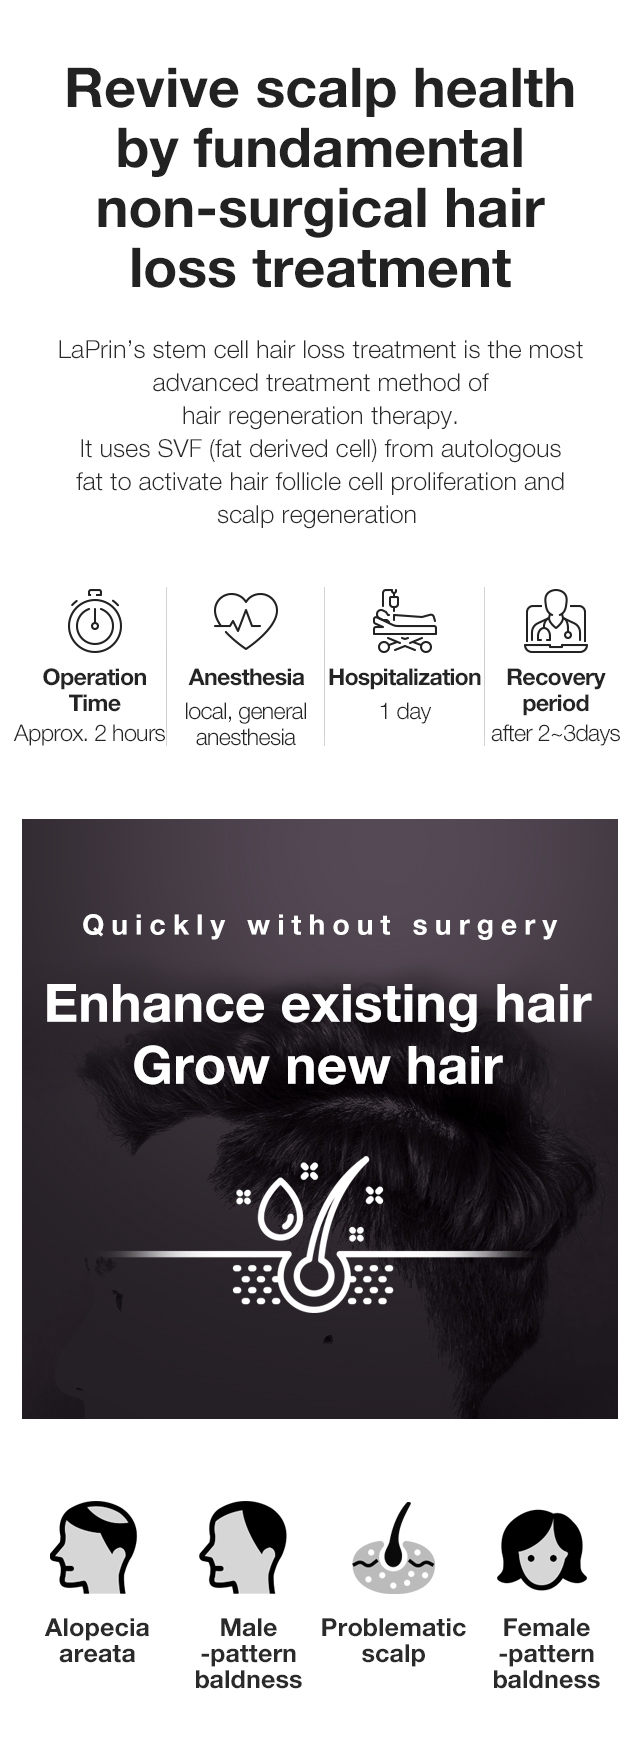 Revive scalp health
by fundamental
non-surgical hair
loss treatment
LaPrin's stem cell hair loss treatment is the most
advanced treatment method of
hair regeneration therapy.
It uses SVF (fat derived cell) from autologous
fat to activate hair follicle cell proliferation and
scalp regeneration
Operation
Time
Approx. 2 hours
Anesthesia
local, general
anesthesia
Hospitalization
1 day
Recovery
period
after 2~3days
Quickly without surgery
Enhance existing hair
Grow new hair
Alopecia
areata
Male
-pattern
baldness
Problematic
scalp
Female
-pattern
baldness